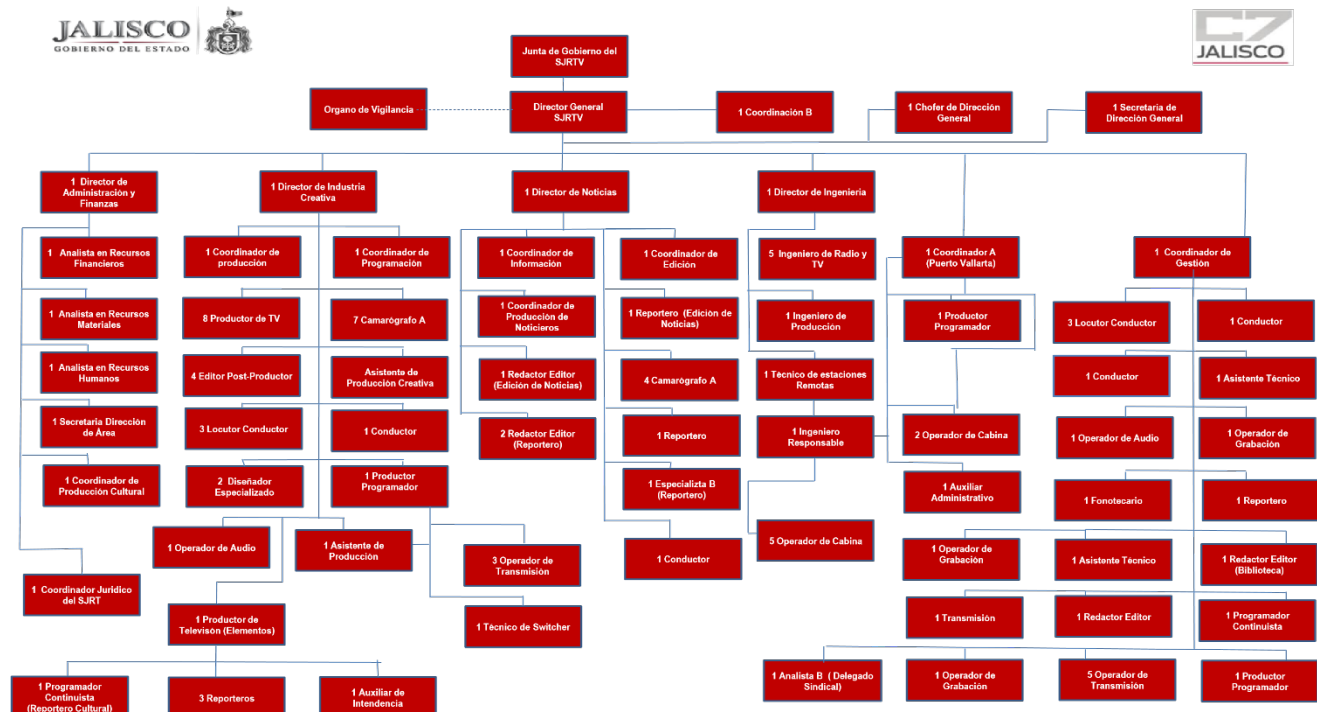 JALISCO
GOBIERNO DEL ESTADO
C7
JALISCO
Junta de Gobierno del
SJRTV
Organo de Vigilancia
Director General
SJRTV
1 Coordinación B
1 Chofer de Dirección
General
1 Secretaria de
Dirección General
1 Director de
Administración y
Finanzas
1 Director de Industria
Creativa
1 Director de Noticias
1 Director de Ingeniería
1 Analista en Recursos
Financieros
1 Analista en Recursos
Materiales
1 Analista en Recursos
Humanos
1 Secretaria Dirección
de Área
1 Coordinador de
Producción Cultural
1 Coordinador Jurídico
del SJRT
1 Coordinador de
producción
1 Coordinador de
Programación
8 Productor de TV
7 Camarógrafo A
4 Editor Post-Productor
Asistente de
Producción Creativa
3 Locutor Conductor
1 Conductor
2 Diseñador
Especializado
1 Productor
Programador
1 Operador de Audio
1 Asistente de
Producción
3 Operador de
Transmisión
1 Técnico de Switcher
1 Productor de
Televisón (Elementos)
1 Programador
Continuista
(Reportero Cultural)
3 Reporteros
1 Auxiliar de
Intendencia
1 Coordinador de
Información
1 Coordinador de
Edición
1 Coordinador de
Producción de
Noticieros
1 Reportero (Edición de
Noticias)
1 Redactor Editor
(Edición de Noticias)
4 Camarógrafo A
2 Redactor Editor
(Reportero)
1 Reportero
1 Especializta B
(Reportero)
1 Conductor
5 Ingeniero de Radio y
TV
1 Ingeniero de
Producción
1 Técnico de estaciones
Remotas
1 Ingeniero
Responsable
5 Operador de Cabina
1 Coordinador A
(Puerto Vallarta)
1 Productor
Programador
2 Operador de Cabina
1 Auxiliar
Administrativo
1 Coordinador de
Gestión
3 Locutor Conductor
1 Conductor
1 Conductor
1 Asistente Técnico
1 Operador de Audio
1 Operador de
Grabación
1 Fonotecario
1 Reportero
1 Operador de
Grabación
1 Asistente Técnico
1 Redactor Editor
(Biblioteca)
1 Transmisión
1 Redactor Editor
1 Programador
Continuista
1 Analista B ( Delegado
Sindical)
1 Operador de
Grabación
5 Operador de
Transmisión
1 Productor
Programador